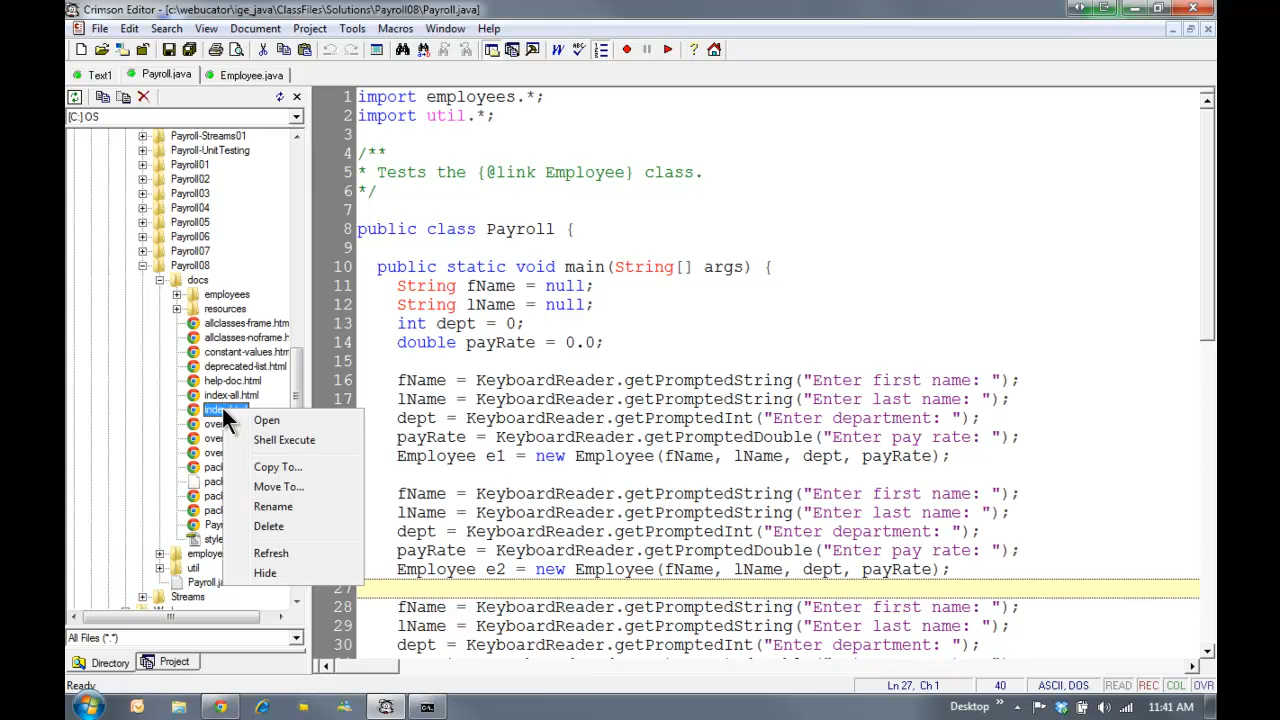 Crimson Editor - [c:\webucator\ige_java\ClassFiles\Solutions\Payroll08\Payroll.java]
File Edit Search View Document Project Tools Macros Window Help
Text1 Payroll.java Employee.java
[C:] OS
Payroll-Streams01
Payroll-UnitTesting
Payroll01
Payroll02
Payroll03
Payroll04
Payroll05
Payroll06
Payroll07
Payroll08
docs
employees
resources
allclasses-frame.htm
allclasses-noframe.h
constant-values.htm
deprecated-list.html
help-doc.html
index-all.html
Payroll.ja
util
Streams
All Files (*.*)
Directory Project
Open
Shell Execute
Copy To...
Move To...
Rename
Delete
Refresh
Hide
1 import employees.*;
2 import util.*;
3
4 /**
5 * Tests the {@link Employee} class.
6 */
7
8 public class Payroll {
9
10 public static void main(String[] args) {
11 String fName = null;
12 String lName = null;
13 int dept = 0;
14 double payRate = 0.0;
15
16 fName = KeyboardReader.getPromptedString("Enter first name: ");
17 lName = KeyboardReader.getPromptedString("Enter last name: ");
dept = KeyboardReader.getPromptedInt("Enter department: ");
payRate = KeyboardReader.getPromptedDouble("Enter pay rate: ");
Employee e1 = new Employee(fName, lName, dept, payRate);
fName = KeyboardReader.getPromptedString("Enter first name: ");
lName = KeyboardReader.getPromptedString("Enter last name: ");
dept = KeyboardReader.getPromptedInt("Enter department: ");
payRate = KeyboardReader.getPromptedDouble("Enter pay rate: ");
Employee e2 = new Employee(fName, lName, dept, payRate);
27
28 fName = KeyboardReader.getPromptedString("Enter first name: ");
29 lName = KeyboardReader.getPromptedString("Enter last name: ");
30 dept = KeyboardReader.getPromptedInt("Enter department: ");
Ready Ln 27, Ch 1 40 ASCII, DOS READ REC COL OVR
Desktop 11:41 AM